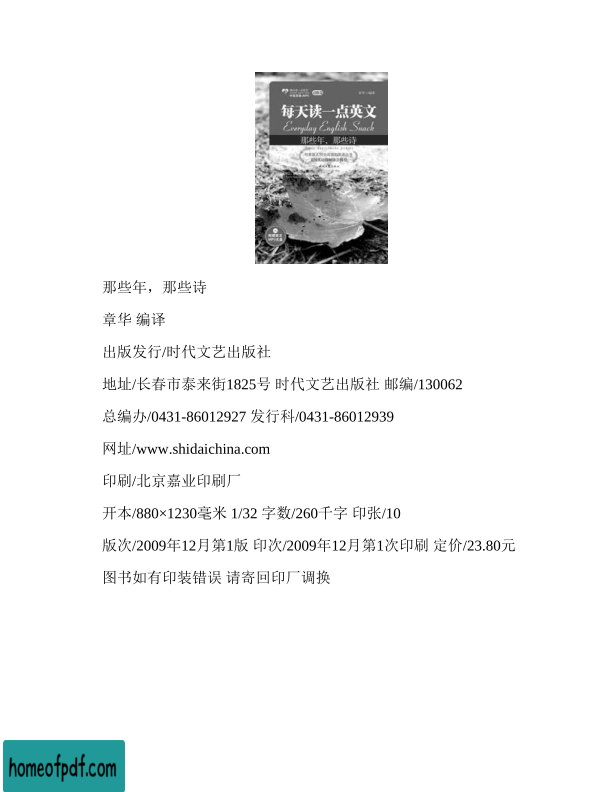 每天读一点英文
Everyday English Snack
那些年，那些诗
那些年，那些诗
章华 编译
出版发行/时代文艺出版社
地址/长春市泰来街1825号 时代文艺出版社 邮编/130062
总编办/0431-86012927 发行科/0431-86012939
网址/www.shidaichina.com
印刷/北京嘉业印刷厂
开本/880×1230毫米 1/32 字数/260千字 印张/10
版次/2009年12月第1版 印次/2009年12月第1次印刷 定价/23.80元
图书如有印装错误 请寄回印厂调换
homeofpdf.com